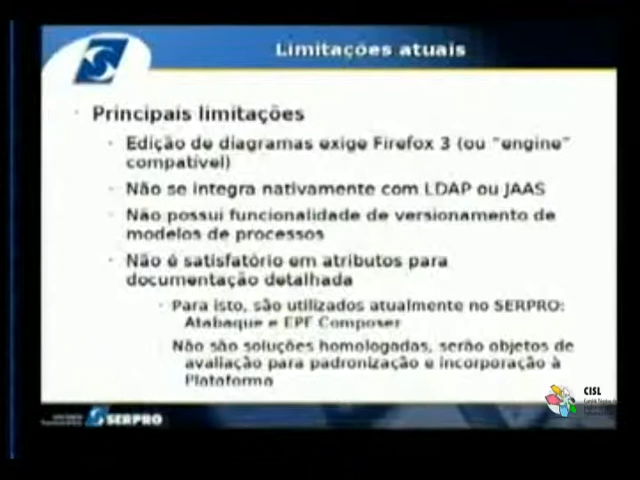 Limitações atuais
Principais limitações
Edição de diagramas exige Firefox 3 (ou "engine"
compatível)
Não se integra nativamente com LDAP ou JAAS
Não possui funcionalidade de versionamento de
modelos de processos
Não é satisfatório em atributos para
documentação detalhada
Para isto, são utilizados atualmente no SERPRO:
Atabaque e EPF Composer
Não são soluções homologadas, serão objetos de
avaliação para padronização e incorporação à
Plataforma
CISL
SERPRO